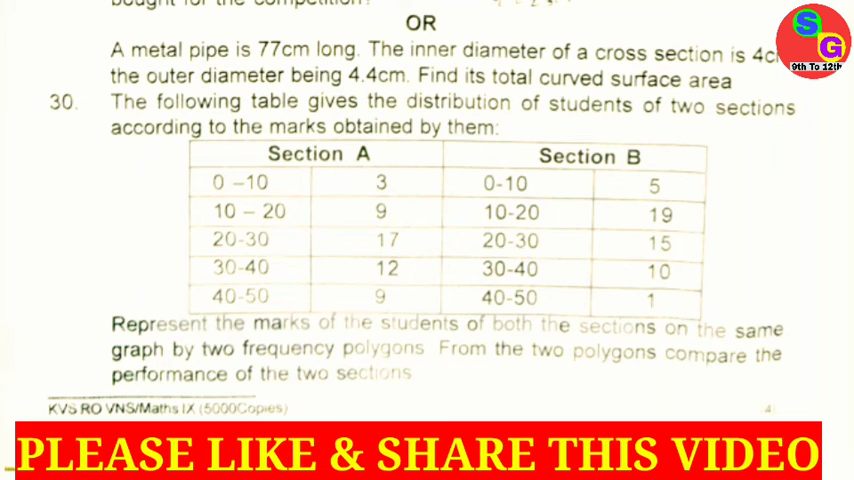 bought for the competition?
OR
A metal pipe is 77cm long. The inner diameter of a cross section is 4c
the outer diameter being 4.4cm. Find its total curved surface area
30. The following table gives the distribution of students of two sections
according to the marks obtained by them:
Section A Section B
0 –10 3 0-10 5
10 – 20 9 10-20 19
20-30 17 20-30 15
30-40 12 30-40 10
40-50 9 40-50 1
Represent the marks of the students of both the sections on the same
graph by two frequency polygons From the two polygons compare the
performance of the two sections
KVS RO VNS/Maths IX (5000Copies) 4
S
G
9th To 12th
PLEASE LIKE & SHARE THIS VIDEO